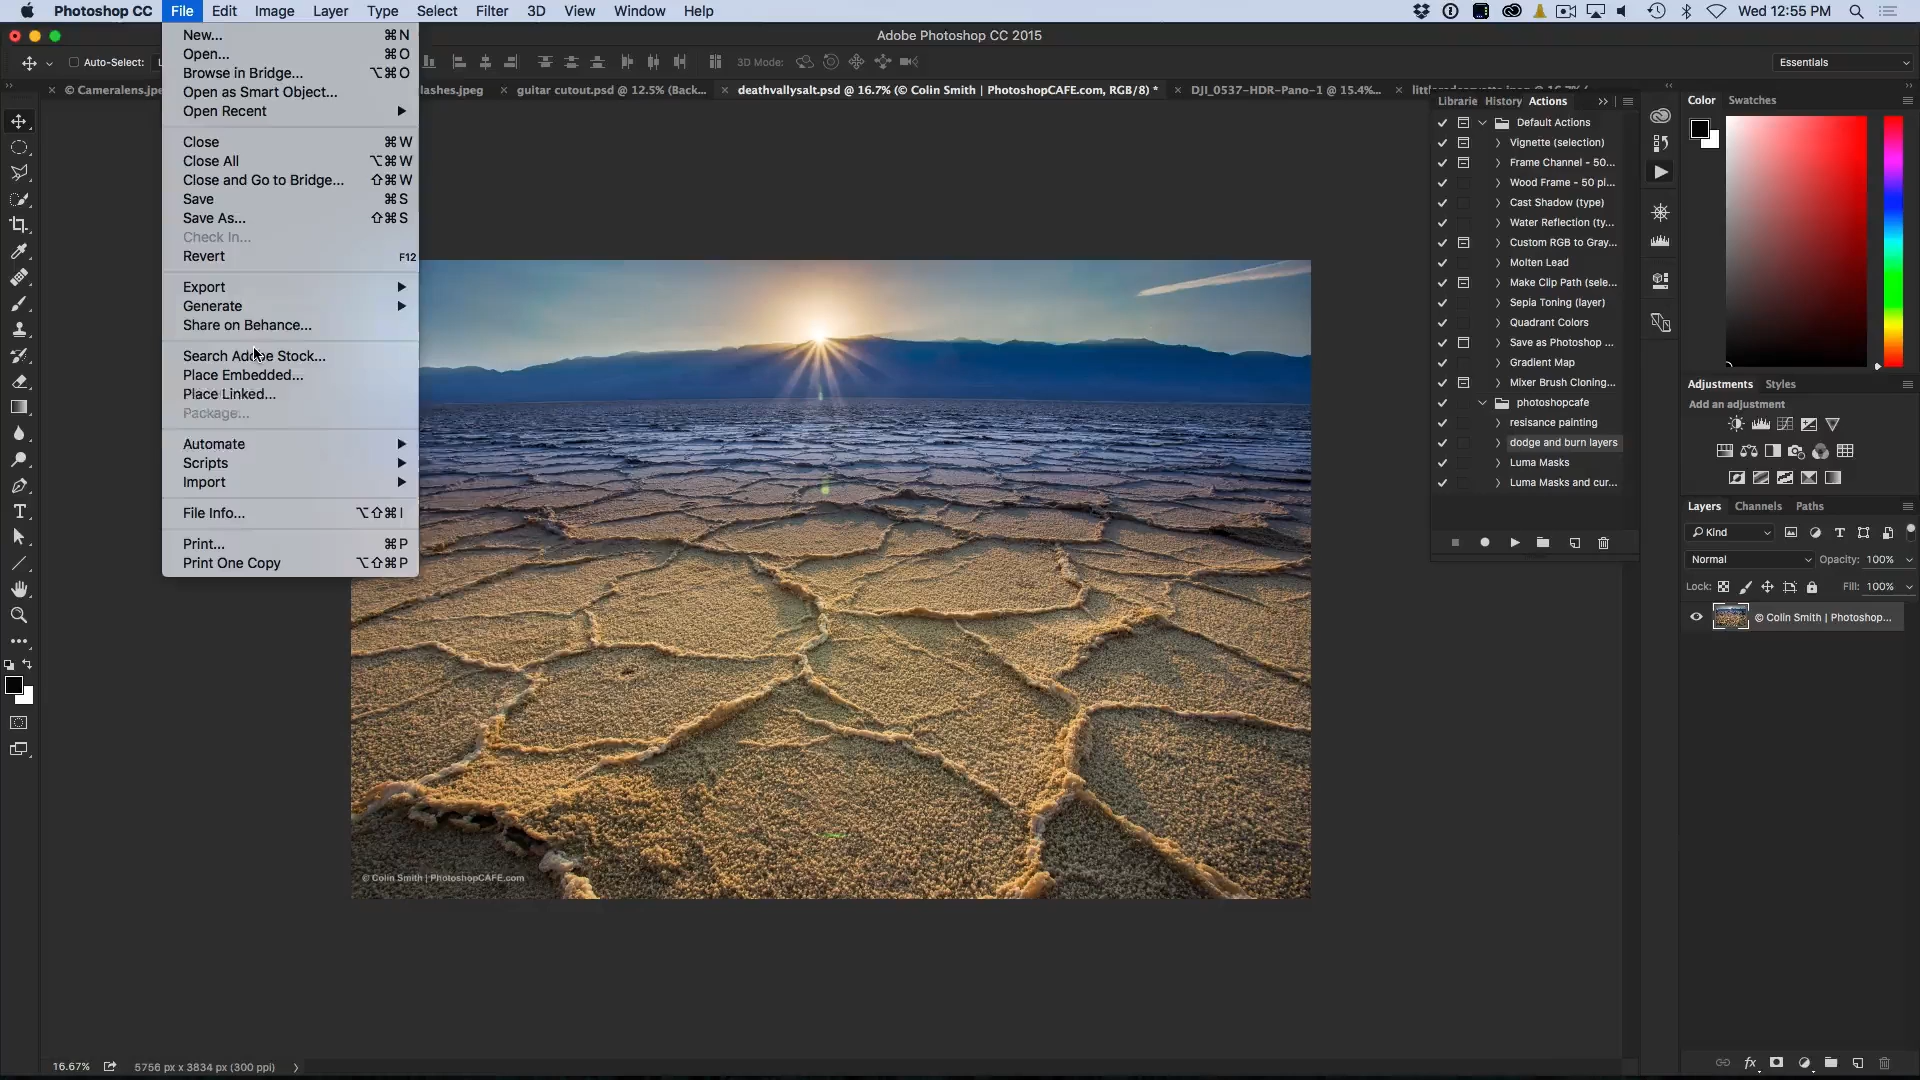 Photoshop CC File Edit Image Layer Type Select Filter 3D View Window Help Wed 12:55 PM
Adobe Photoshop CC 2015
Auto-Select: 3D Mode: Essentials
© Cameralens.jpe lashes.jpeg guitar cutout.psd @ 12.5% (Back... deathvallysalt.psd @ 16.7% (© Colin Smith | PhotoshopCAFE.com, RGB/8) * DJI_0537-HDR-Pano-1 @ 15.4%...
New... ⌘N
Open... ⌘O
Browse in Bridge... ⌥⌘O
Open as Smart Object...
Open Recent
Close ⌘W
Close All ⌥⌘W
Close and Go to Bridge... ⇧⌘W
Save ⌘S
Save As... ⇧⌘S
Check In...
Revert F12
Export
Generate
Share on Behance...
Search Adobe Stock...
Place Embedded...
Place Linked...
Package...
Automate
Scripts
Import
File Info... ⌥⇧⌘I
Print... ⌘P
Print One Copy ⌥⇧⌘P
© Colin Smith | PhotoshopCAFE.com
Librarie History Actions
Default Actions
Vignette (selection)
Frame Channel - 50...
Wood Frame - 50 pi...
Cast Shadow (type)
Water Reflection (ty...
Custom RGB to Gray...
Molten Lead
Make Clip Path (sele...
Sepia Toning (layer)
Quadrant Colors
Save as Photoshop ...
Gradient Map
Mixer Brush Cloning...
photoshopcafe
resisance painting
dodge and burn layers
Luma Masks
Luma Masks and cur...
Color Swatches
Adjustments Styles
Add an adjustment
Layers Channels Paths
Kind
Normal Opacity: 100%
Lock: Fill: 100%
© Colin Smith | Photoshop...
16.67% 5756 px x 3834 px (300 ppi)